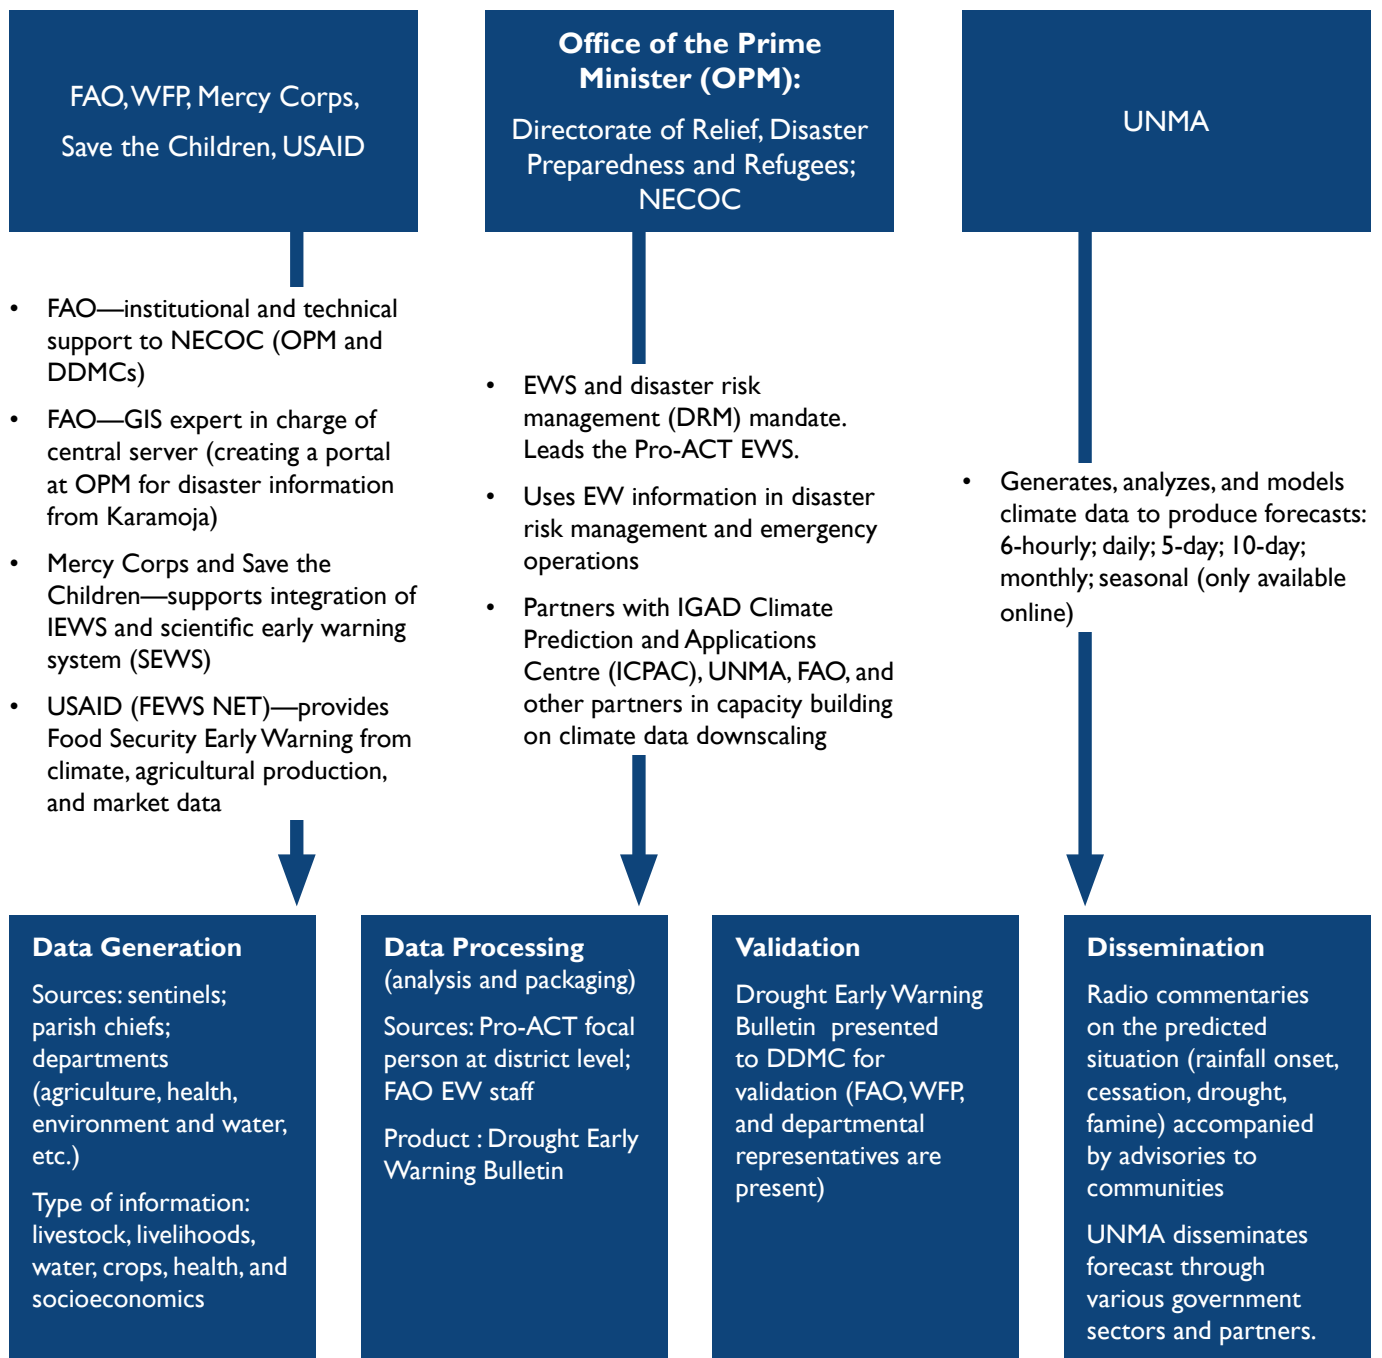 FAO, WFP, Mercy Corps,
Save the Children, USAID
Office of the Prime
Minister (OPM):
Directorate of Relief, Disaster
Preparedness and Refugees;
NECOC
UNMA
• FAO—institutional and technical
support to NECOC (OPM and
DDMCs)
• FAO—GIS expert in charge of
central server (creating a portal
at OPM for disaster information
from Karamoja)
• Mercy Corps and Save the
Children—supports integration of
IEWS and scientific early warning
system (SEWS)
• USAID (FEWS NET)—provides
Food Security Early Warning from
climate, agricultural production,
and market data
• EWS and disaster risk
management (DRM) mandate.
Leads the Pro-ACT EWS.
• Uses EW information in disaster
risk management and emergency
operations
• Partners with IGAD Climate
Prediction and Applications
Centre (ICPAC), UNMA, FAO, and
other partners in capacity building
on climate data downscaling
• Generates, analyzes, and models
climate data to produce forecasts:
6-hourly; daily; 5-day; 10-day;
monthly; seasonal (only available
online)
Data Generation
Sources: sentinels;
parish chiefs;
departments
(agriculture, health,
environment and water,
etc.)
Type of information:
livestock, livelihoods,
water, crops, health, and
socioeconomics
Data Processing
(analysis and packaging)
Sources: Pro-ACT focal
person at district level;
FAO EW staff
Product : Drought Early
Warning Bulletin
Validation
Drought Early Warning
Bulletin presented
to DDMC for
validation (FAO, WFP,
and departmental
representatives are
present)
Dissemination
Radio commentaries
on the predicted
situation (rainfall onset,
cessation, drought,
famine) accompanied
by advisories to
communities
UNMA disseminates
forecast through
various government
sectors and partners.